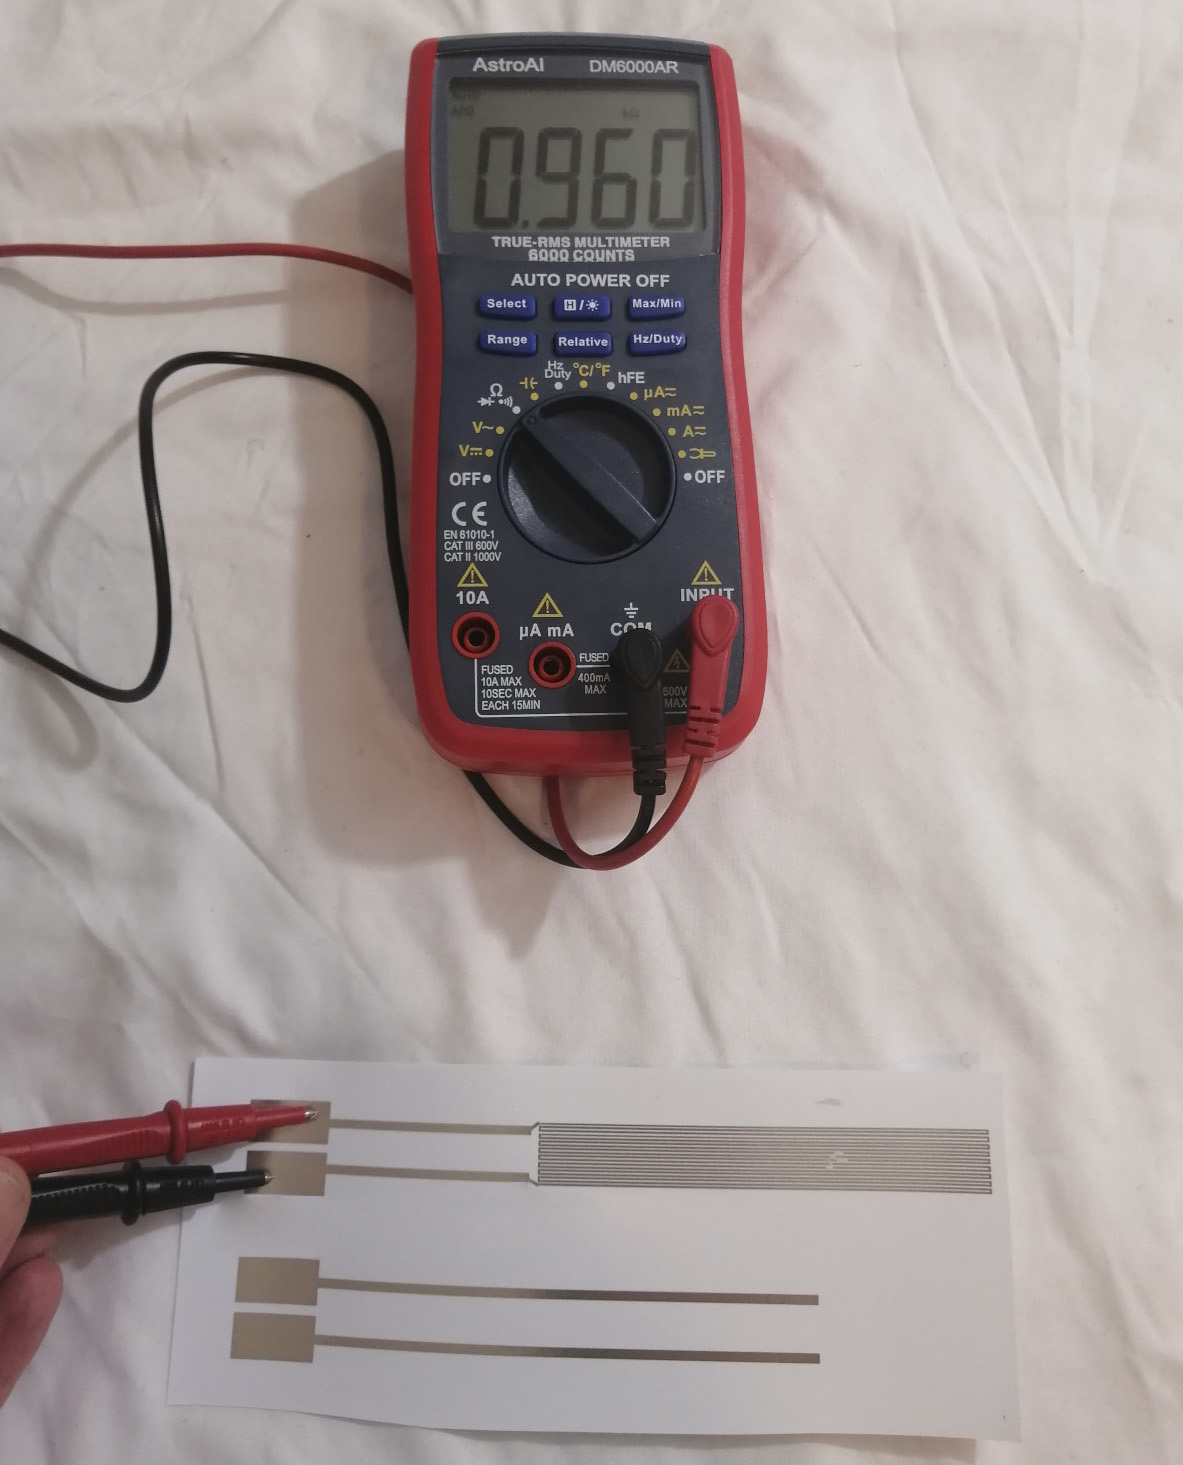 AstroAI DM6000AR
0.960
TRUE-RMS MULTIMETER
6000 COUNTS
AUTO POWER OFF
Select H/ Max/Min
Range Relative Hz/Duty
Hz
Duty °C/°F hFE
Ω µA
mA
V~ A
V
OFF OFF
CE
EN 61010-1
CAT III 600V
CAT II 1000V
INPUT
10A
µA mA COM
FUSED
10A MAX
10SEC MAX
EACH 15MIN
FUSED
400mA
MAX
600V
MAX